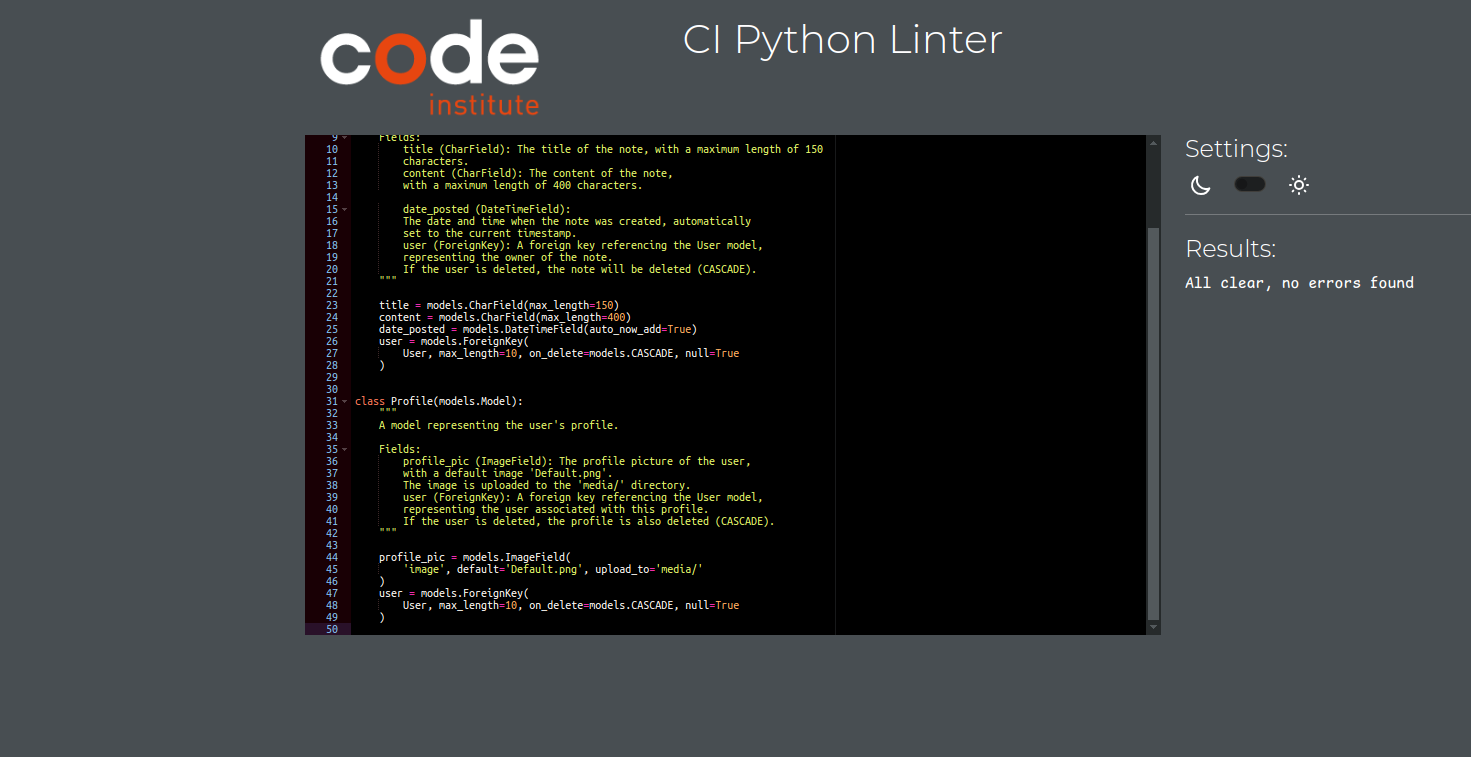 code
institute
CI Python Linter
9 Fields:
10 title (CharField): The title of the note, with a maximum length of 150
11 characters.
12 content (CharField): The content of the note,
13 with a maximum length of 400 characters.
14
15 date_posted (DateTimeField):
16 The date and time when the note was created, automatically
17 set to the current timestamp.
18 user (ForeignKey): A foreign key referencing the User model,
19 representing the owner of the note.
20 If the user is deleted, the note will be deleted (CASCADE).
21 """
22
23 title = models.CharField(max_length=150)
24 content = models.CharField(max_length=400)
25 date_posted = models.DateTimeField(auto_now_add=True)
26 user = models.ForeignKey(
27 User, max_length=10, on_delete=models.CASCADE, null=True
28 )
29
30
31 class Profile(models.Model):
32 """
33 A model representing the user's profile.
34
35 Fields:
36 profile_pic (ImageField): The profile picture of the user,
37 with a default image 'Default.png'.
38 The image is uploaded to the 'media/' directory.
39 user (ForeignKey): A foreign key referencing the User model,
40 representing the user associated with this profile.
41 If the user is deleted, the profile is also deleted (CASCADE).
42 """
43
44 profile_pic = models.ImageField(
45 'image', default='Default.png', upload_to='media/'
46 )
47 user = models.ForeignKey(
48 User, max_length=10, on_delete=models.CASCADE, null=True
49 )
50
Settings:
Results:
All clear, no errors found